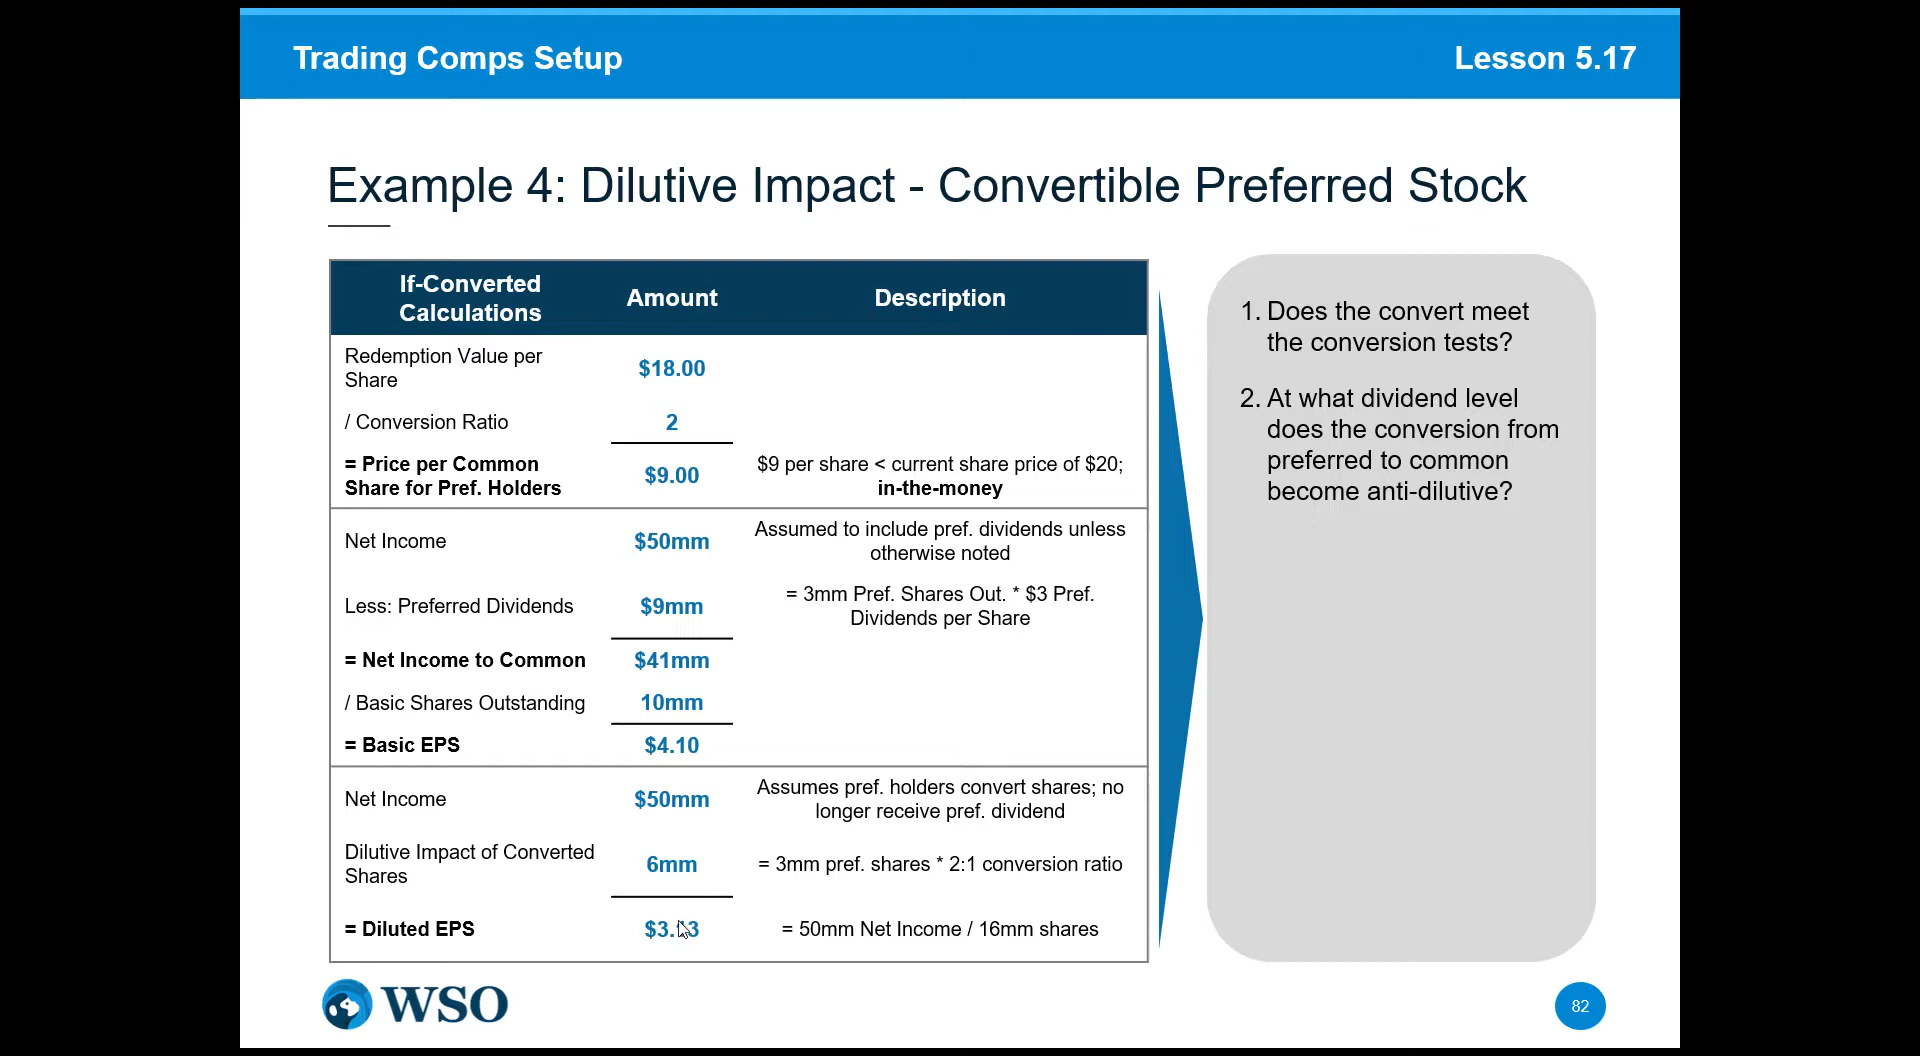 Trading Comps Setup
Lesson 5.17
Example 4: Dilutive Impact - Convertible Preferred Stock
If-Converted
Calculations
Amount
Description
Redemption Value per
Share
$18.00
/ Conversion Ratio
2
= Price per Common
Share for Pref. Holders
$9.00
$9 per share < current share price of $20;
in-the-money
Net Income
$50mm
Assumed to include pref. dividends unless
otherwise noted
Less: Preferred Dividends
$9mm
= 3mm Pref. Shares Out. * $3 Pref.
Dividends per Share
= Net Income to Common
$41mm
/ Basic Shares Outstanding
10mm
= Basic EPS
$4.10
Net Income
$50mm
Assumes pref. holders convert shares; no
longer receive pref. dividend
Dilutive Impact of Converted
Shares
6mm
= 3mm pref. shares * 2:1 conversion ratio
= Diluted EPS
$3.13
= 50mm Net Income / 16mm shares
1. Does the convert meet
the conversion tests?
2. At what dividend level
does the conversion from
preferred to common
become anti-dilutive?
WSO
82